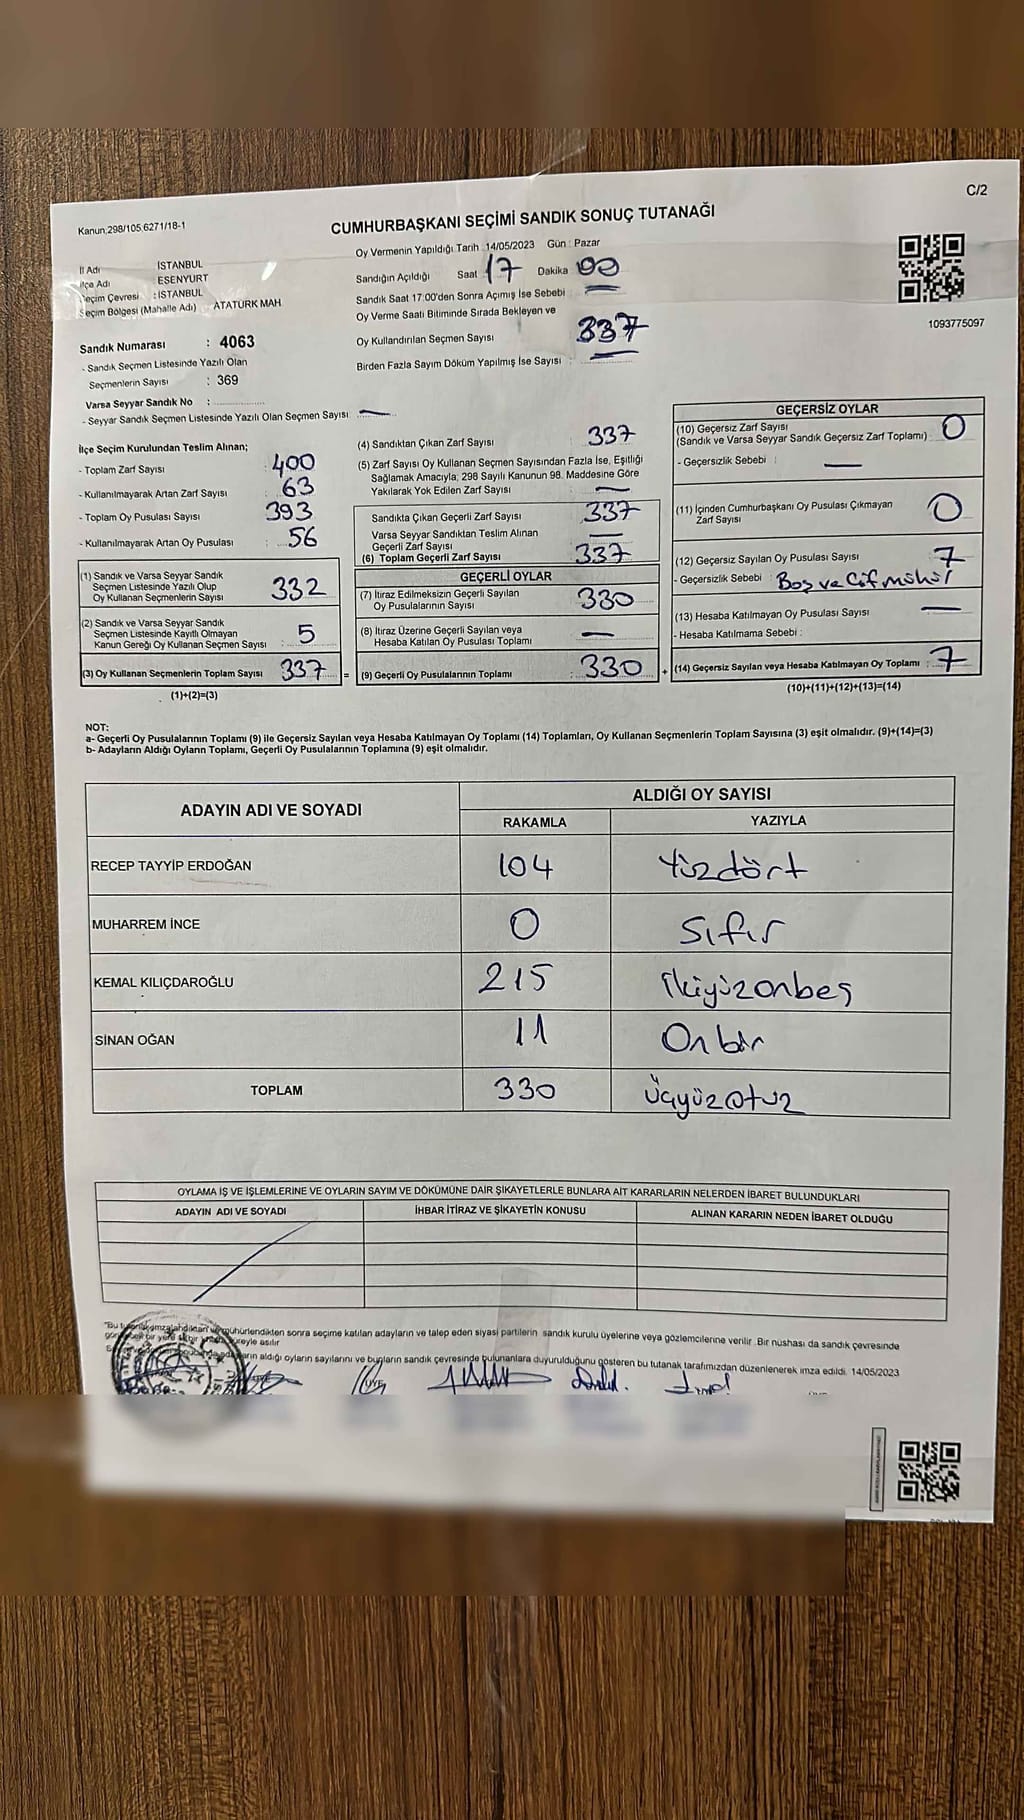 C/2
Kanun;298/105,6271/18-1
CUMHURBAŞKANI SEÇİMİ SANDIK SONUÇ TUTANAĞI
Oy Vermenin Yapıldığı Tarih :14/05/2023 Gün : Pazar
İl Adı İSTANBUL
İlçe Adı ESENYURT
Seçim Çevresi : İSTANBUL
Seçim Bölgesi (Mahalle Adı) ATATÜRK MAH
Sandığın Açıldığı Saat 17 Dakika 00
Sandık Saat 17:00'den Sonra Açımış İse Sebebi
Oy Verme Saati Bitiminde Sırada Bekleyen ve
Oy Kullandırılan Seçmen Sayısı 337
Birden Fazla Sayım Döküm Yapılmış İse Sayısı :
1093775097
Sandık Numarası : 4063
- Sandık Seçmen Listesinde Yazılı Olan
Seçmenlerin Sayısı : 369
Varsa Seyyar Sandık No :
- Seyyar Sandık Seçmen Listesinde Yazılı Olan Seçmen Sayısı : —
İlçe Seçim Kurulundan Teslim Alınan;
- Toplam Zarf Sayısı : 400
- Kullanılmayarak Artan Zarf Sayısı : 63
- Toplam Oy Pusulası Sayısı : 393
- Kullanılmayarak Artan Oy Pusulası : 56
(1) Sandık ve Varsa Seyyar Sandık
Seçmen Listesinde Yazılı Olup
Oy Kullanan Seçmenlerin Sayısı : 332
(2) Sandık ve Varsa Seyyar Sandık
Seçmen Listesinde Kayıtlı Olmayan
Kanun Gereği Oy Kullanan Seçmen Sayısı : 5
(3) Oy Kullanan Seçmenlerin Toplam Sayısı : 337
(1)+(2)=(3)
(4) Sandıktan Çıkan Zarf Sayısı : 337
(5) Zarf Sayısı Oy Kullanan Seçmen Sayısından Fazla İse, Eşitliği
Sağlamak Amacıyla; 298 Sayılı Kanunun 98. Maddesine Göre
Yakılarak Yok Edilen Zarf Sayısı : —
Sandıkta Çıkan Geçerli Zarf Sayısı : 337
Varsa Seyyar Sandıktan Teslim Alınan
Geçerli Zarf Sayısı : —
(6) Toplam Geçerli Zarf Sayısı : 337
GEÇERLİ OYLAR
(7) İtiraz Edilmeksizin Geçerli Sayılan
Oy Pusulalarının Sayısı : 330
(8) İtiraz Üzerine Geçerli Sayılan veya
Hesaba Katılan Oy Pusulası Toplamı : —
= (9) Geçerli Oy Pusulalarının Toplamı : 330 +
GEÇERSİZ OYLAR
(10) Geçersiz Zarf Sayısı
(Sandık ve Varsa Seyyar Sandık Geçersiz Zarf Toplamı) : 0
- Geçersizlik Sebebi : —
(11) İçinden Cumhurbaşkanı Oy Pusulası Çıkmayan
Zarf Sayısı : 0
(12) Geçersiz Sayılan Oy Pusulası Sayısı : 7
- Geçersizlik Sebebi : Boş ve Çift mühür
(13) Hesaba Katılmayan Oy Pusulası Sayısı : —
- Hesaba Katılmama Sebebi :
(14) Geçersiz Sayılan veya Hesaba Katılmayan Oy Toplamı : 7
(10)+(11)+(12)+(13)=(14)
NOT:
a- Geçerli Oy Pusulalarının Toplamı (9) ile Geçersiz Sayılan veya Hesaba Katılmayan Oy Toplamı (14) Toplamları, Oy Kullanan Seçmenlerin Toplam Sayısına (3) eşit olmalıdır. (9)+(14)=(3)
b- Adayların Aldığı Oyların Toplamı, Geçerli Oy Pusulalarının Toplamına (9) eşit olmalıdır.
ADAYIN ADI VE SOYADI
ALDIĞI OY SAYISI
RAKAMLA YAZIYLA
RECEP TAYYİP ERDOĞAN 104 Yüzdört
MUHARREM İNCE 0 Sıfır
KEMAL KILIÇDAROĞLU 215 İkiyüzonbeş
SİNAN OĞAN 11 Onbir
TOPLAM 330 Üçyüzotuz
OYLAMA İŞ VE İŞLEMLERİNE VE OYLARIN SAYIM VE DÖKÜMÜNE DAİR ŞİKAYETLERLE BUNLARA AİT KARARLARIN NELERDEN İBARET BULUNDUKLARI
ADAYIN ADI VE SOYADI İHBAR İTİRAZ VE ŞİKAYETİN KONUSU ALINAN KARARIN NEDEN İBARET OLDUĞU
"Bu mühürlendikten sonra seçime katılan adayların ve talep eden siyasi partilerin sandık kurulu üyelerine veya gözlemcilerine verilir .Bir nüshası da sandık çevresinde
bir süreyle asılır
aldığı oyların sayılarını ve bunların sandık çevresinde bulunanlara duyurulduğunu gösteren bu tutanak tarafımızdan düzenlenerek imza edildi. 14/05/2023
ÜYE